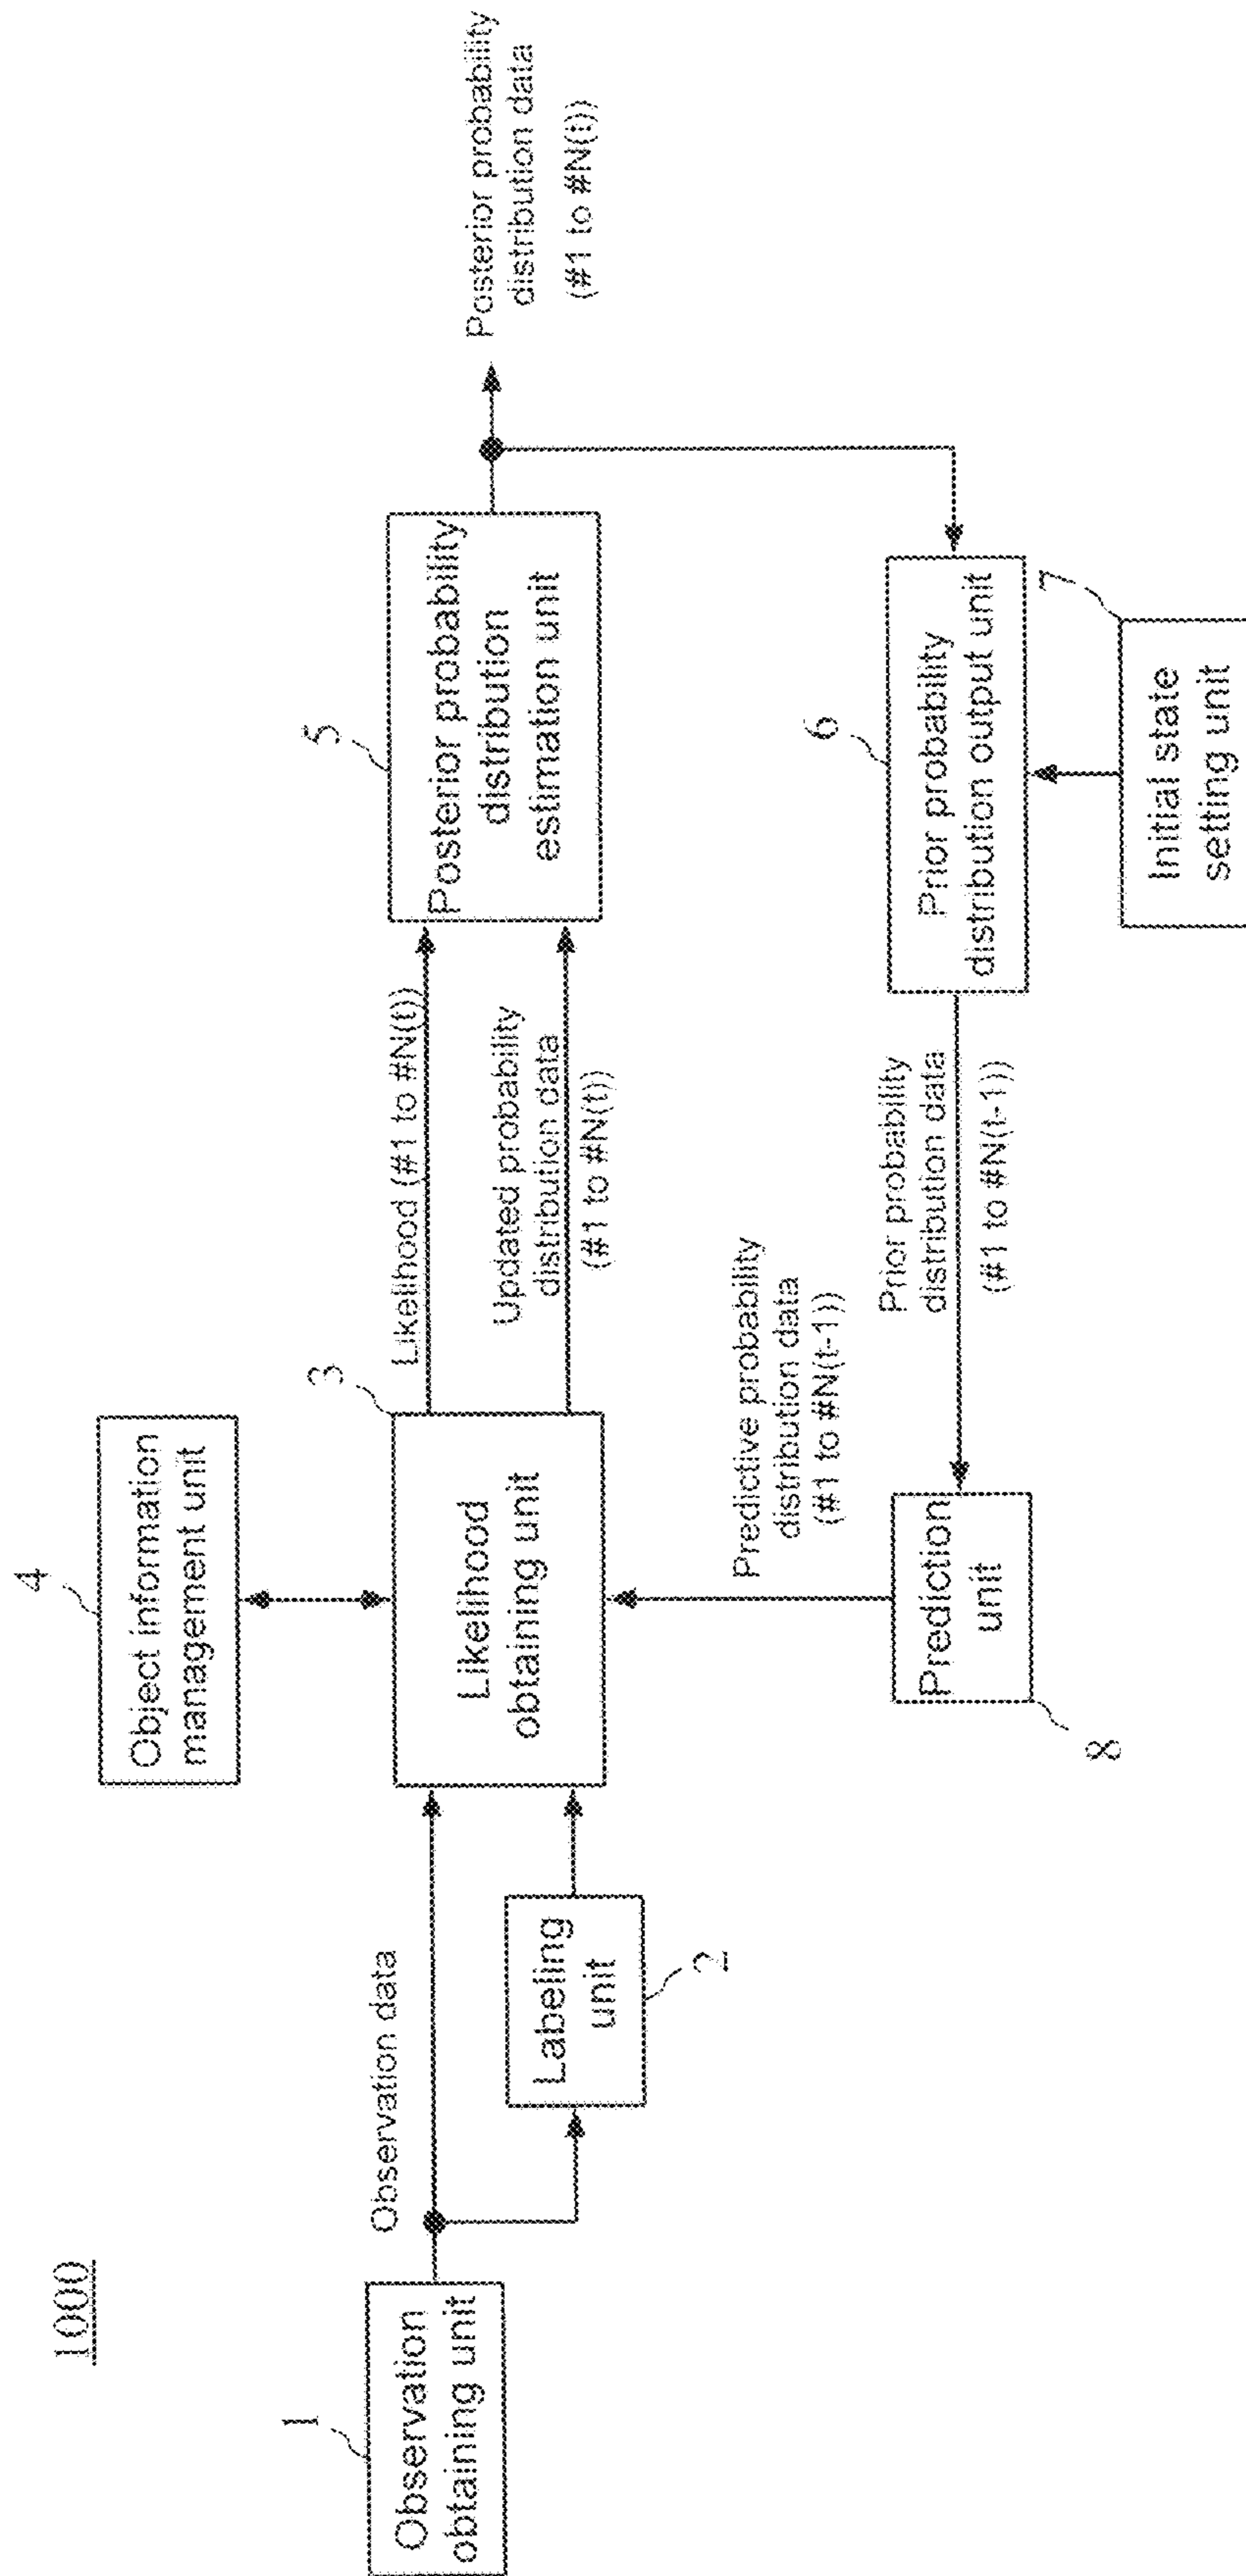 1000
1
Observation
obtaining unit
Observation data
Labeling
unit
2
4
Object information
management unit
3
Likelihood
obtaining unit
Likelihood (#1 to #N(t))
Updated probability
distribution data
(#1 to #N(t))
5
Posterior probability
distribution
estimation unit
Posterior probability
distribution data
(#1 to #N(t))
Predictive probability
distribution data
(#1 to #N(t-1))
8
Prediction
unit
Prior probability
distribution data
(#1 to #N(t-1))
6
Prior probability
distribution output unit
7
Initial state
setting unit